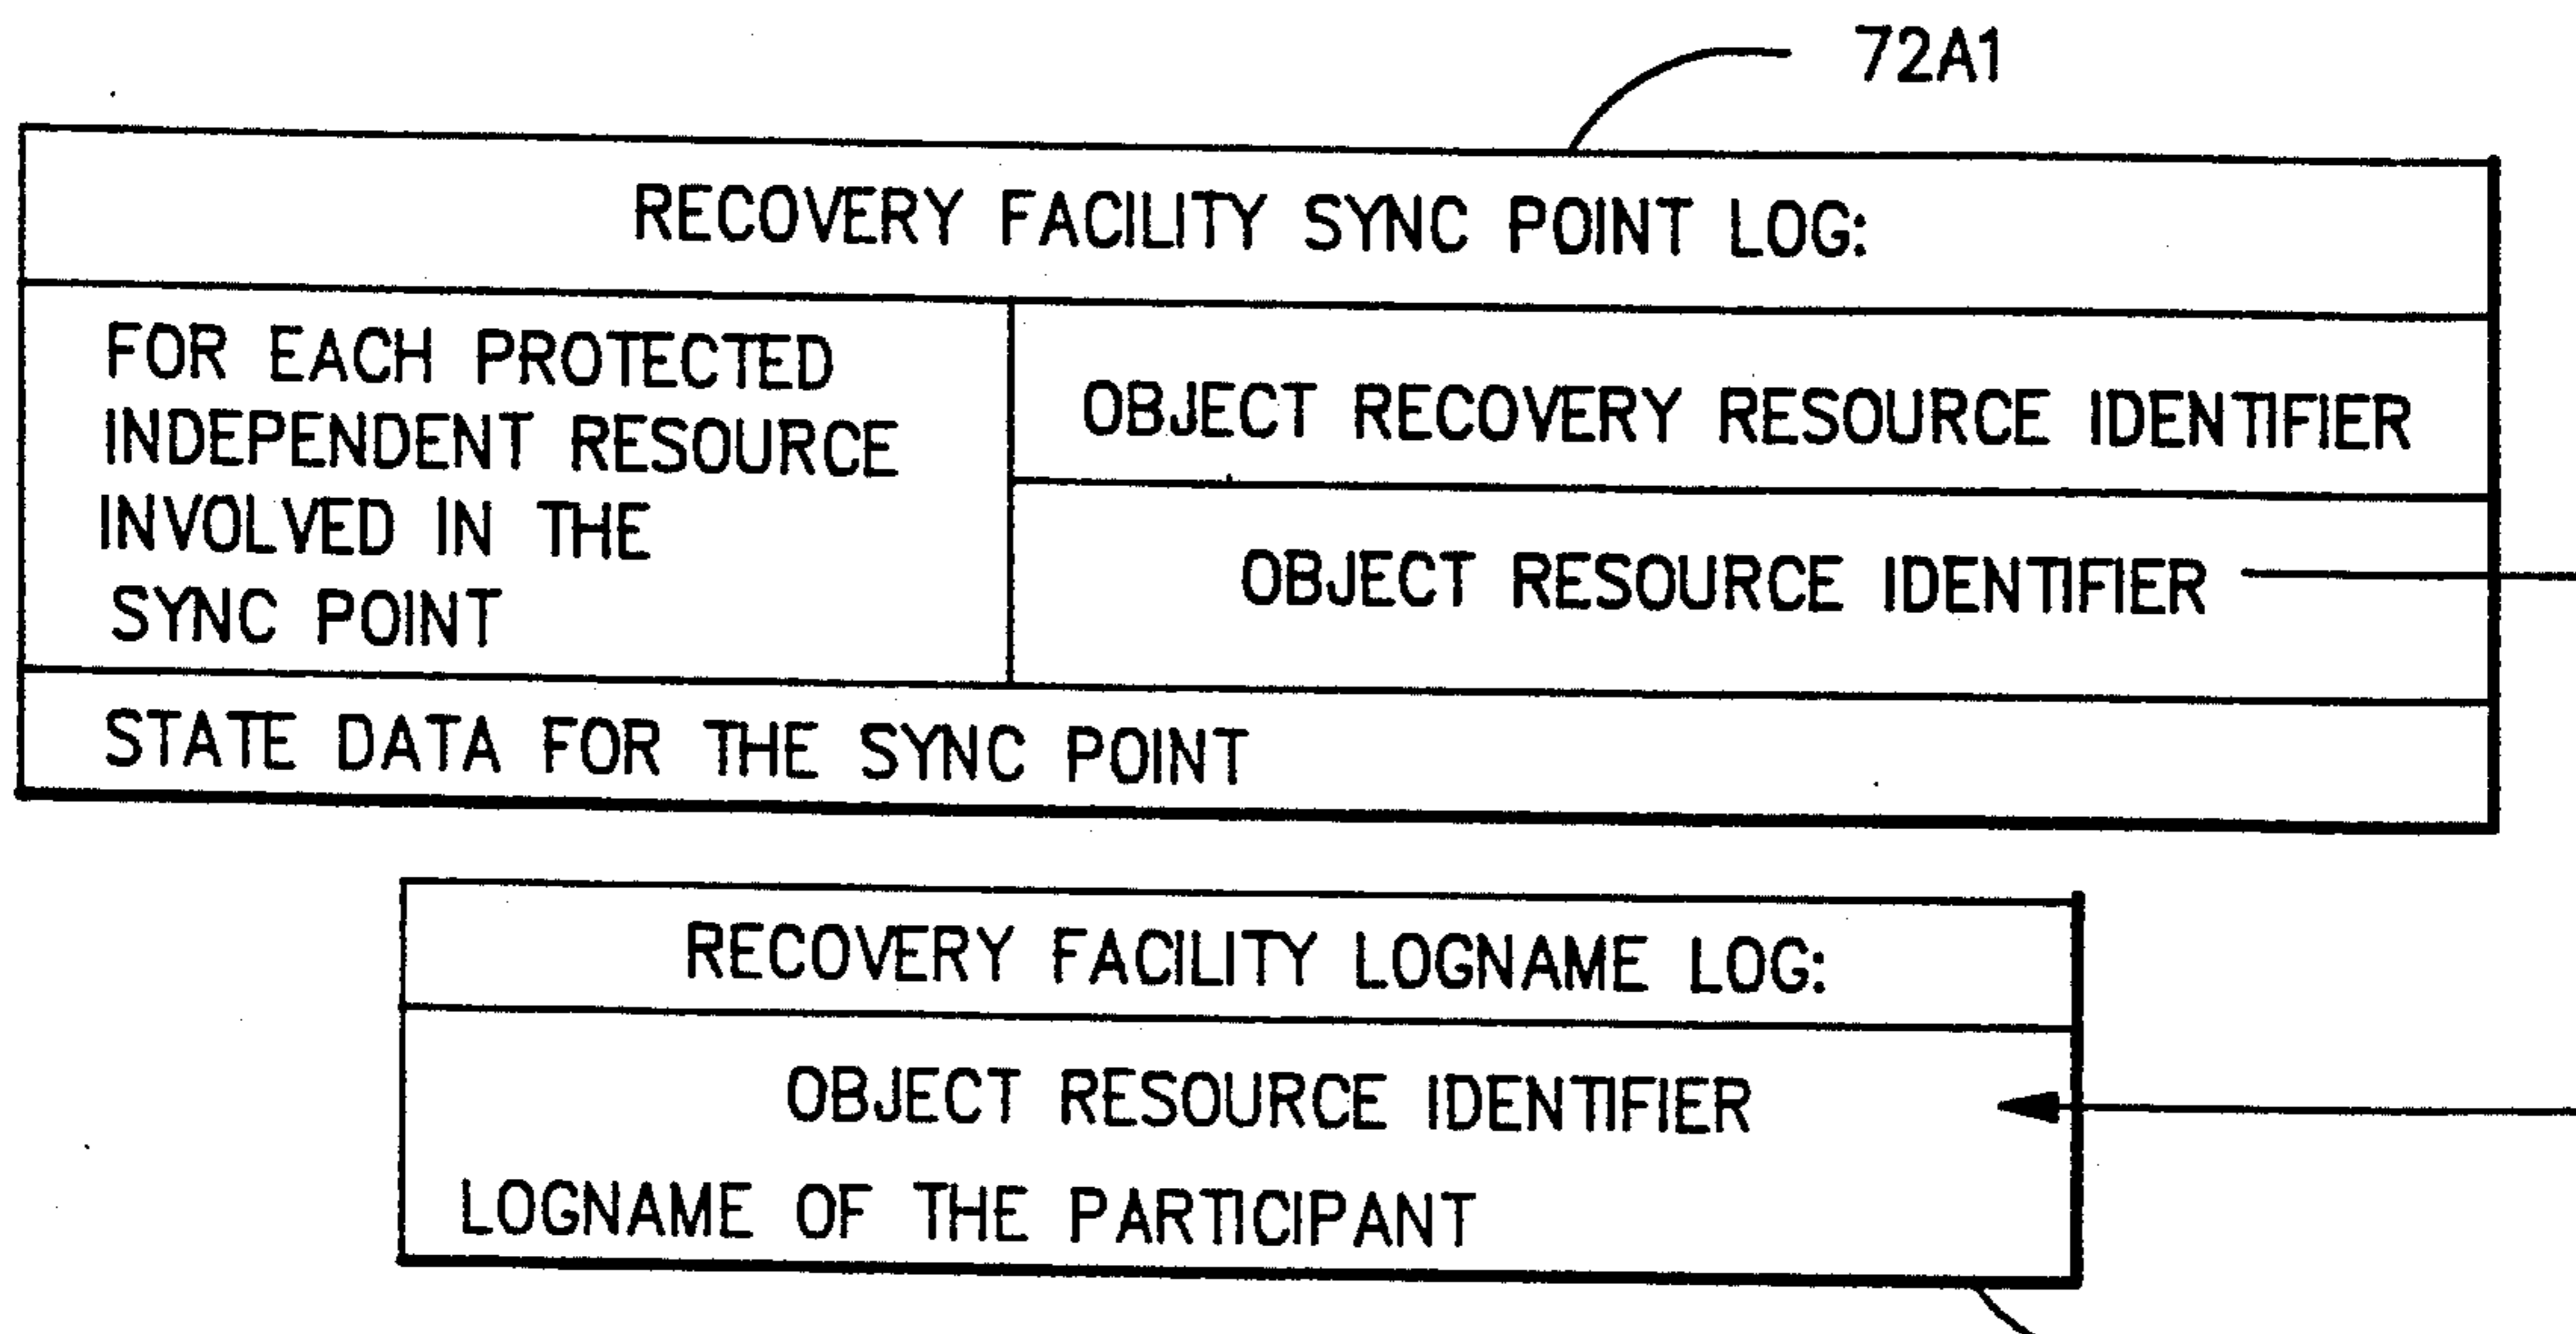 72A1
RECOVERY FACILITY SYNC POINT LOG:
FOR EACH PROTECTED
INDEPENDENT RESOURCE
INVOLVED IN THE
SYNC POINT
OBJECT RECOVERY RESOURCE IDENTIFIER
OBJECT RESOURCE IDENTIFIER
STATE DATA FOR THE SYNC POINT
RECOVERY FACILITY LOGNAME LOG:
OBJECT RESOURCE IDENTIFIER
LOGNAME OF THE PARTICIPANT